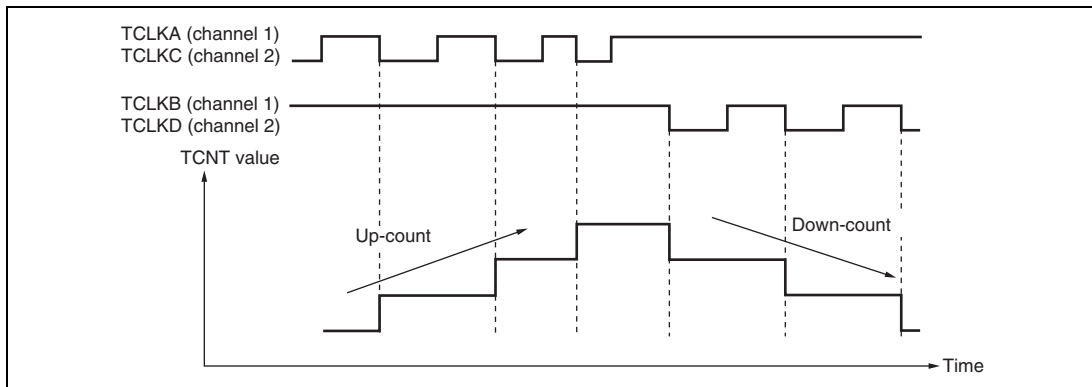 TCLKA (channel 1)
TCLKC (channel 2)
TCLKB (channel 1)
TCLKD (channel 2)
TCNT value
Up-count
Down-count
Time